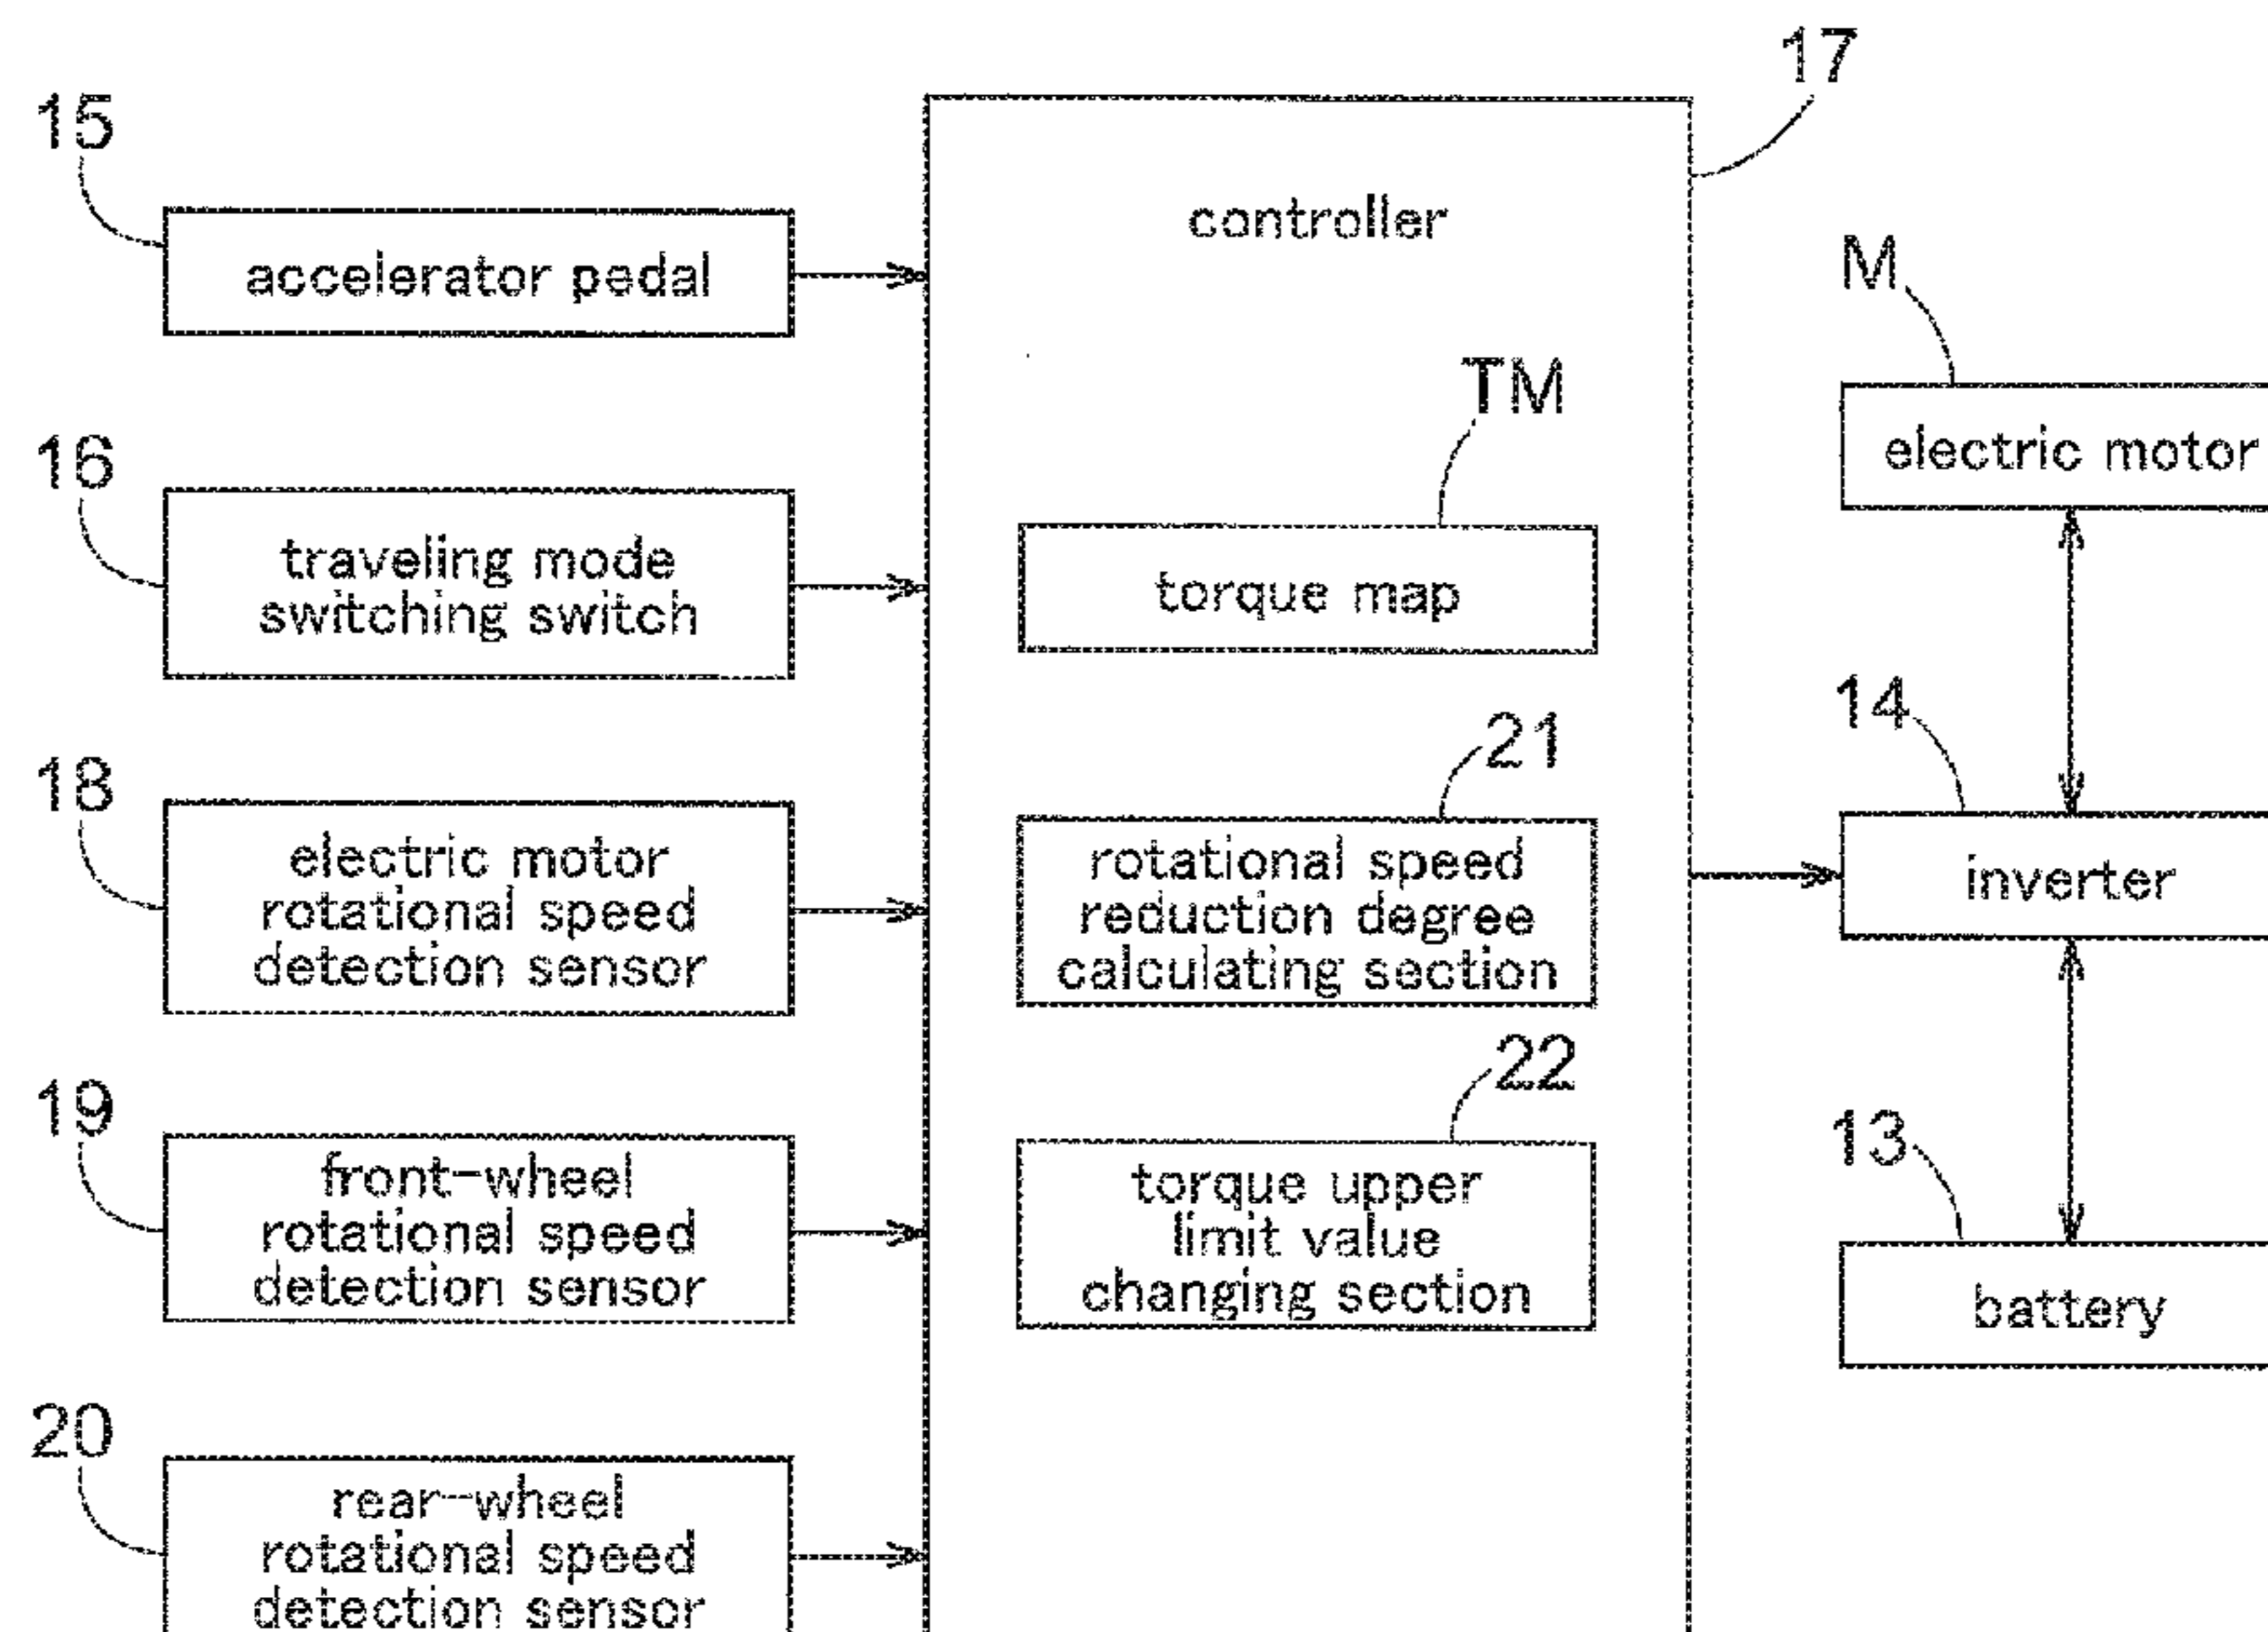 17
15
controller
accelerator pedal
M
TM
electric motor
16
traveling mode
switching switch
torque map
14
21
18
electric motor
rotational speed
detection sensor
rotational speed
reduction degree
calculating section
inverter
22
19
front-wheel
rotational speed
detection sensor
torque upper
limit value
changing section
13
battery
20
rear-wheel
rotational speed
detection sensor